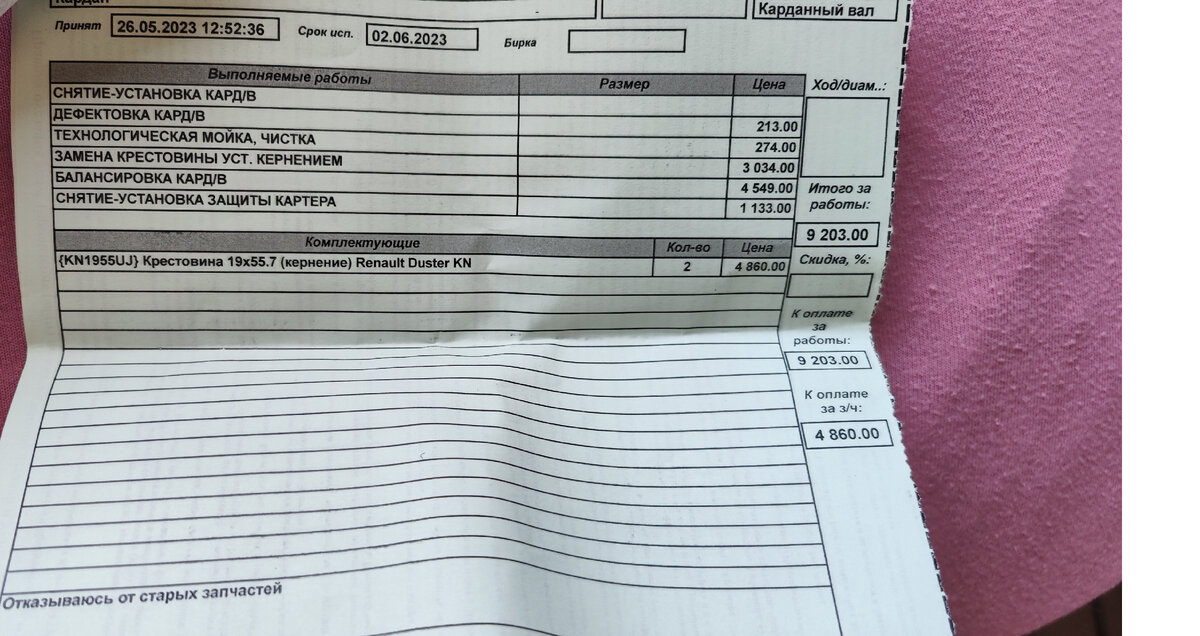 Кардан
Карданный вал
Принят 26.05.2023 12:52:36 Срок исп. 02.06.2023 Бирка
Выполняемые работы Размер Цена Ход/диам..:
СНЯТИЕ-УСТАНОВКА КАРД/В
ДЕФЕКТОВКА КАРД/В 213.00
ТЕХНОЛОГИЧЕСКАЯ МОЙКА, ЧИСТКА 274.00
ЗАМЕНА КРЕСТОВИНЫ УСТ. КЕРНЕНИЕМ 3 034.00
БАЛАНСИРОВКА КАРД/В 4 549.00
СНЯТИЕ-УСТАНОВКА ЗАЩИТЫ КАРТЕРА 1 133.00
Итого за
работы:
9 203.00
Комплектующие Кол-во Цена
{KN1955UJ} Крестовина 19x55.7 (кернение) Renault Duster KN 2 4 860.00
Скидка, %:
К оплате
за
работы:
9 203.00
К оплате
за з/ч:
4 860.00
Отказываюсь от старых запчастей